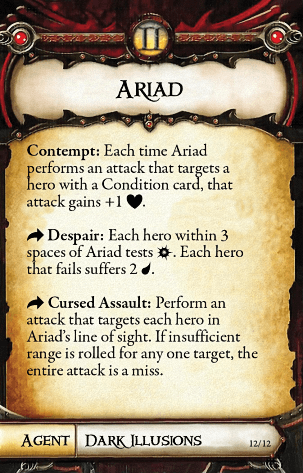 II
ARIAD
Contempt: Each time Ariad
performs an attack that targets a
hero with a Condition card, that
attack gains +1 ♥.
Despair: Each hero within 3
spaces of Ariad tests. Each hero
that fails suffers 2.
Cursed Assault: Perform an
attack that targets each hero in
Ariad's line of sight. If insufficient
range is rolled for any one target, the
entire attack is a miss.
AGENT DARK ILLUSIONS 12/12